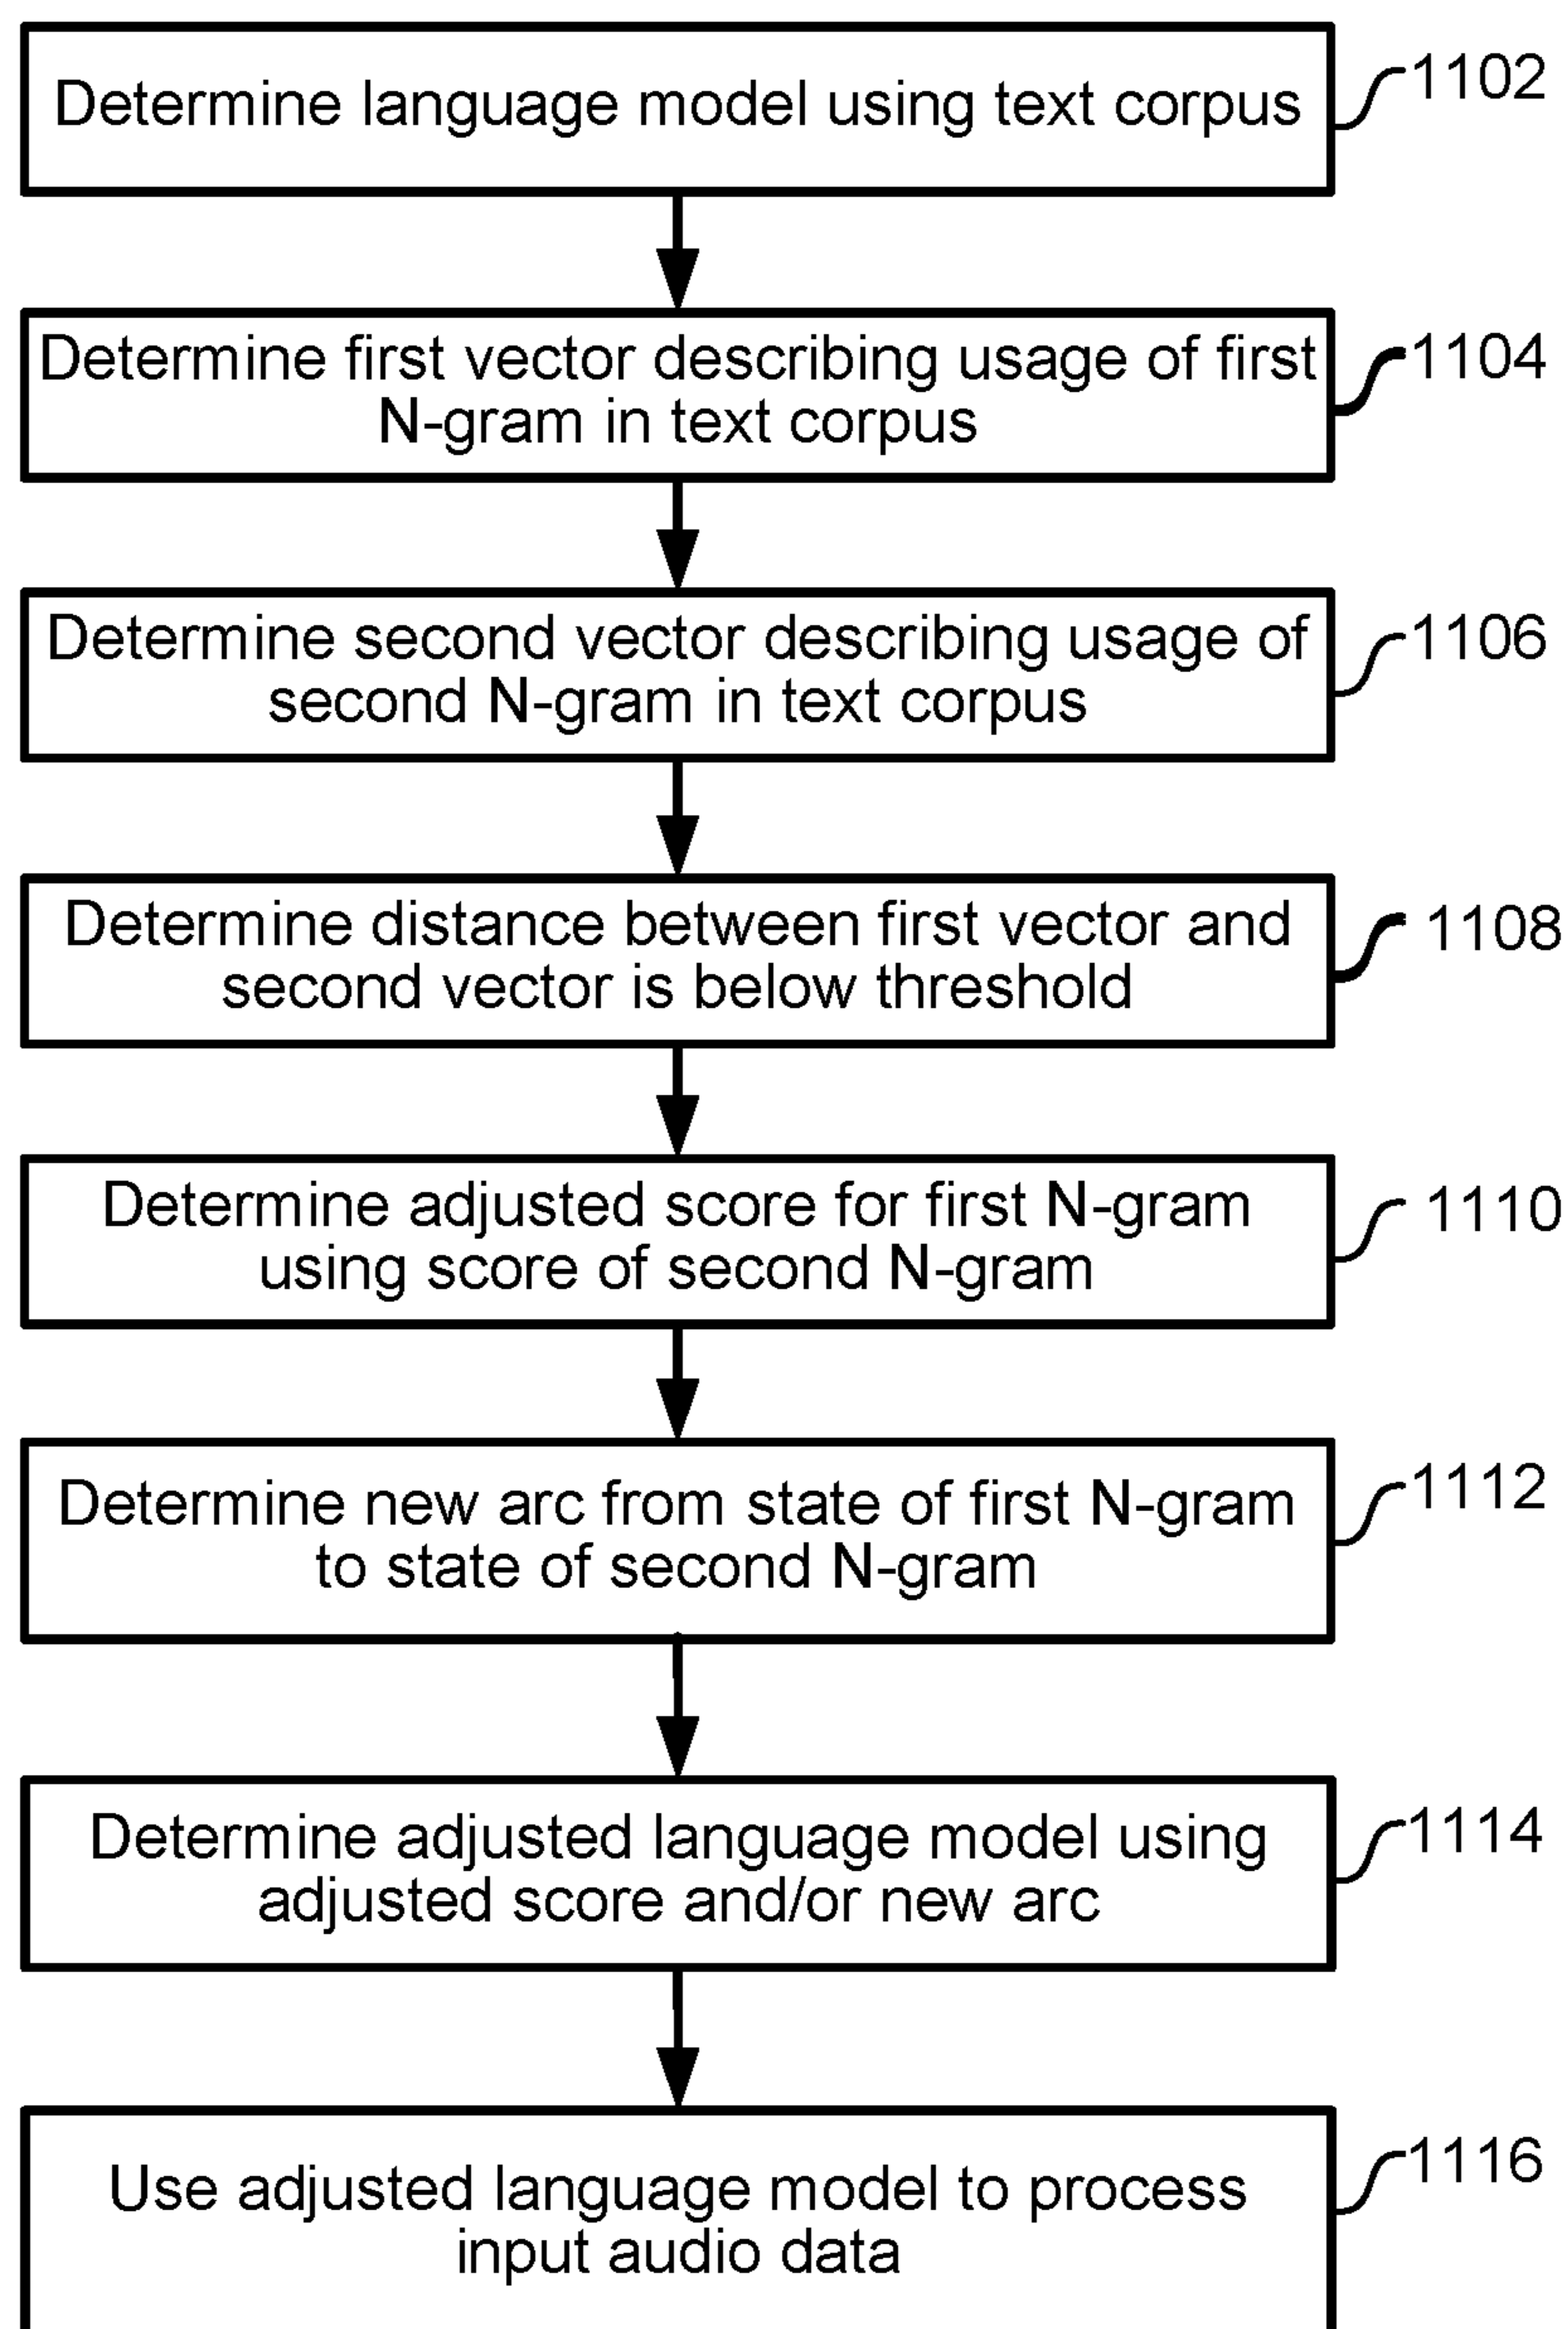 Determine language model using text corpus
1102
Determine first vector describing usage of first
N-gram in text corpus
1104
Determine second vector describing usage of
second N-gram in text corpus
1106
Determine distance between first vector and
second vector is below threshold
1108
Determine adjusted score for first N-gram
using score of second N-gram
1110
Determine new arc from state of first N-gram
to state of second N-gram
1112
Determine adjusted language model using
adjusted score and/or new arc
1114
Use adjusted language model to process
input audio data
1116